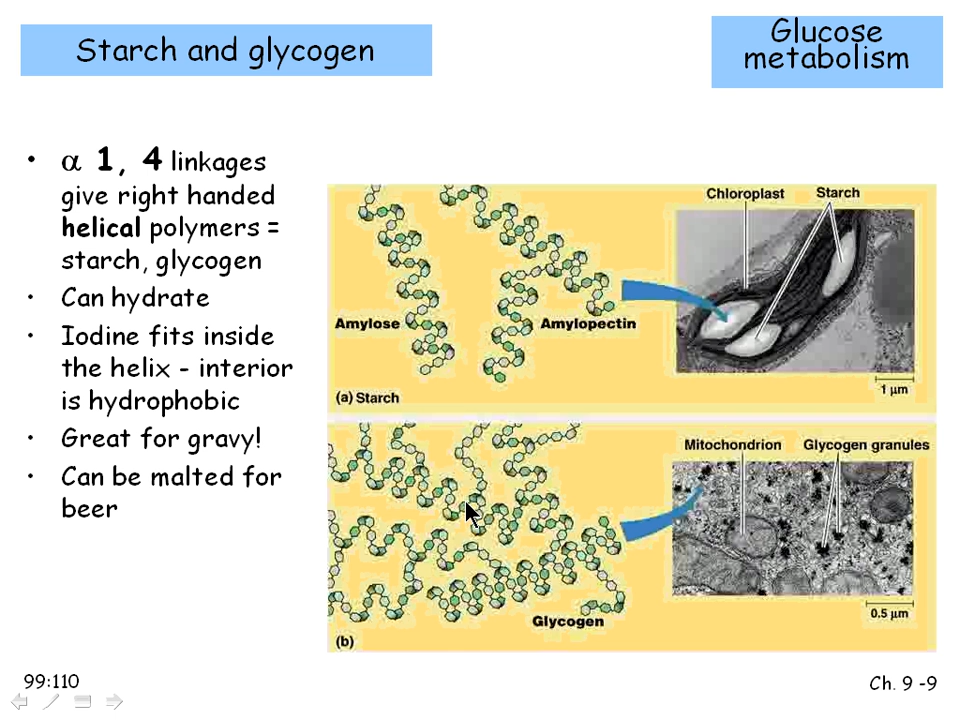 Starch and glycogen
Glucose
metabolism
• α 1, 4 linkages
give right handed
helical polymers =
starch, glycogen
• Can hydrate
• Iodine fits inside
the helix - interior
is hydrophobic
• Great for gravy!
• Can be malted for
beer
Chloroplast
Starch
Amylose
Amylopectin
1 µm
(a) Starch
Mitochondrion
Glycogen granules
Glycogen
0.5 µm
(b)
99:110
Ch. 9 -9